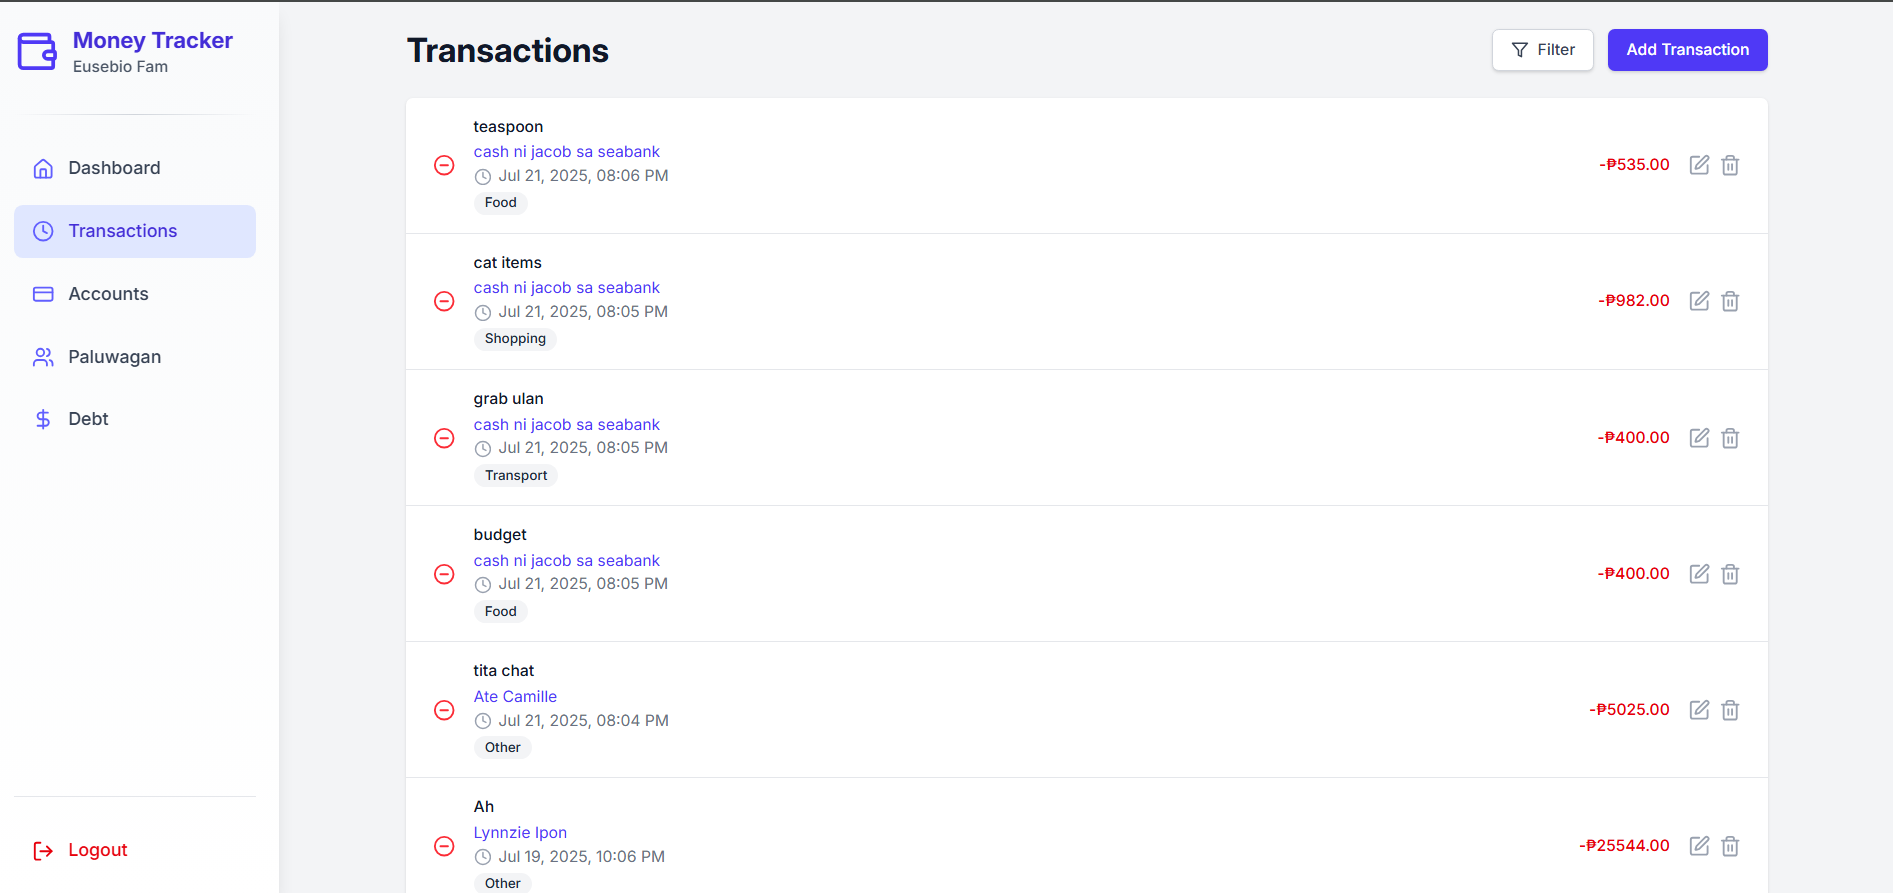 Money Tracker
Eusebio Fam
Dashboard
Transactions
Accounts
Paluwagan
Debt
Logout
Transactions
Filter
Add Transaction
teaspoon
cash ni jacob sa seabank
Jul 21, 2025, 08:06 PM
Food
-₱535.00
cat items
cash ni jacob sa seabank
Jul 21, 2025, 08:05 PM
Shopping
-₱982.00
grab ulan
cash ni jacob sa seabank
Jul 21, 2025, 08:05 PM
Transport
-₱400.00
budget
cash ni jacob sa seabank
Jul 21, 2025, 08:05 PM
Food
-₱400.00
tita chat
Ate Camille
Jul 21, 2025, 08:04 PM
Other
-₱5025.00
Ah
Lynnzie Ipon
Jul 19, 2025, 10:06 PM
Other
-₱25544.00